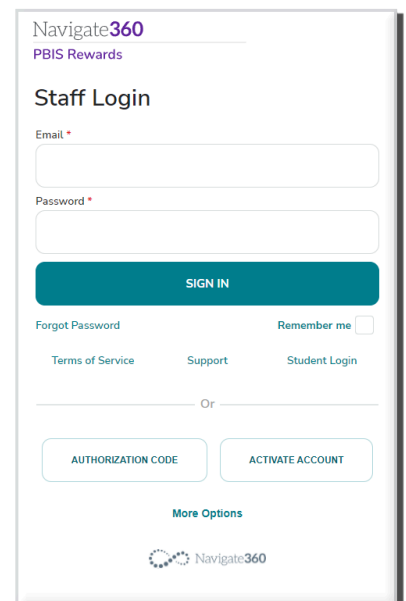 Navigate360
PBIS Rewards
Staff Login
Email *
Password *
SIGN IN
Forgot Password Remember me
Terms of Service Support Student Login
Or
AUTHORIZATION CODE ACTIVATE ACCOUNT
More Options
Navigate360